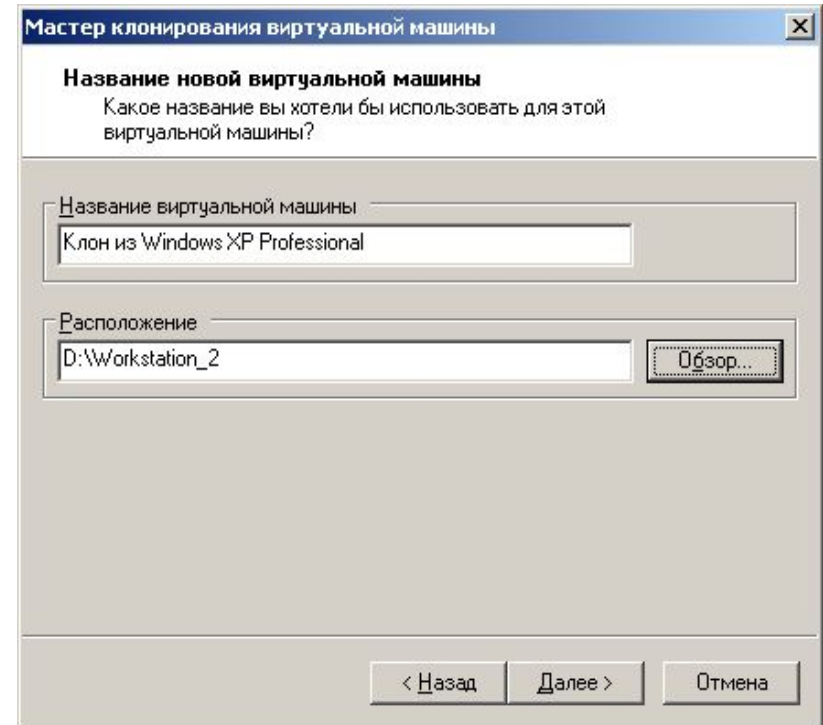 Мастер клонирования виртуальной машины
Название новой виртуальной машины
Какое название вы хотели бы использовать для этой
виртуальной машины?
Название виртуальной машины
Клон из Windows XP Professional
Расположение
D:\Workstation_2
Обзор...
< Назад
Далее >
Отмена